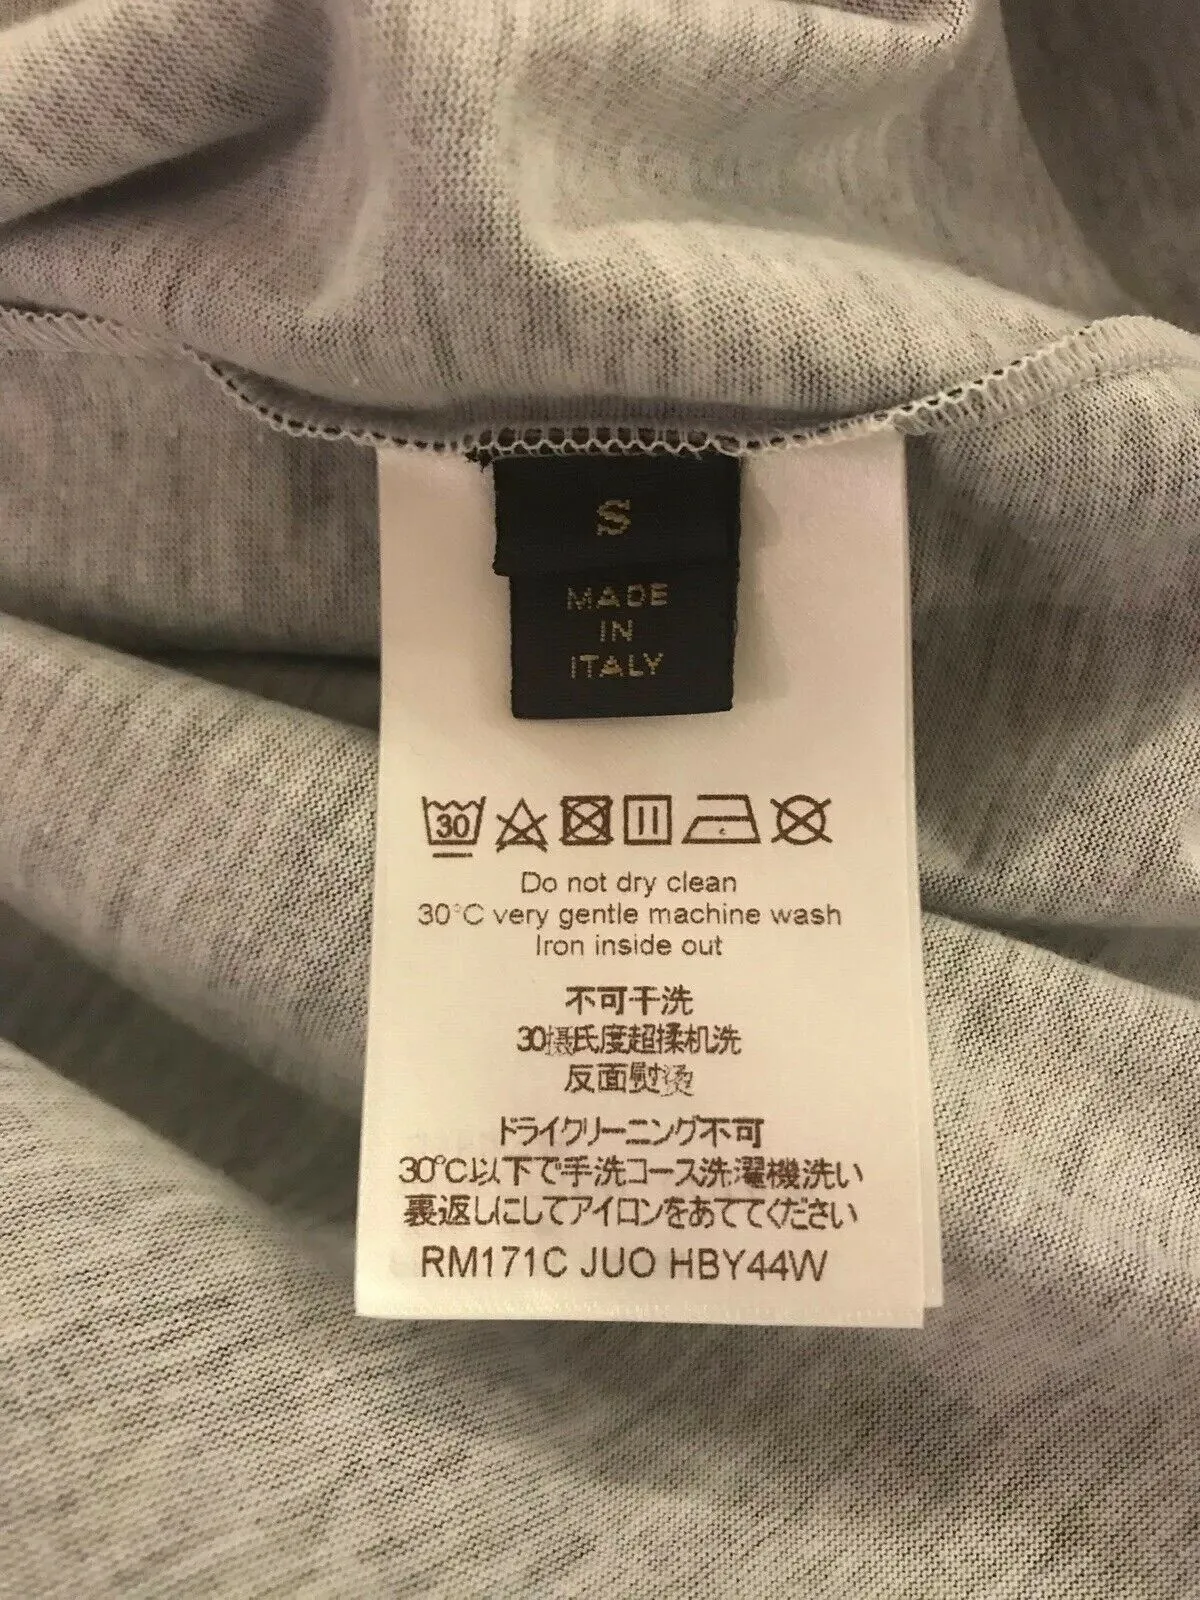 S
MADE
IN
ITALY
30
Do not dry clean
30°C very gentle machine wash
Iron inside out
不可干洗
30摄氏度超揉机洗
反面熨烫
ドライクリーニング不可
30℃以下で手洗コース洗濯機洗い
裏返しにしてアイロンをあててください
RM171C JUO HBY44W